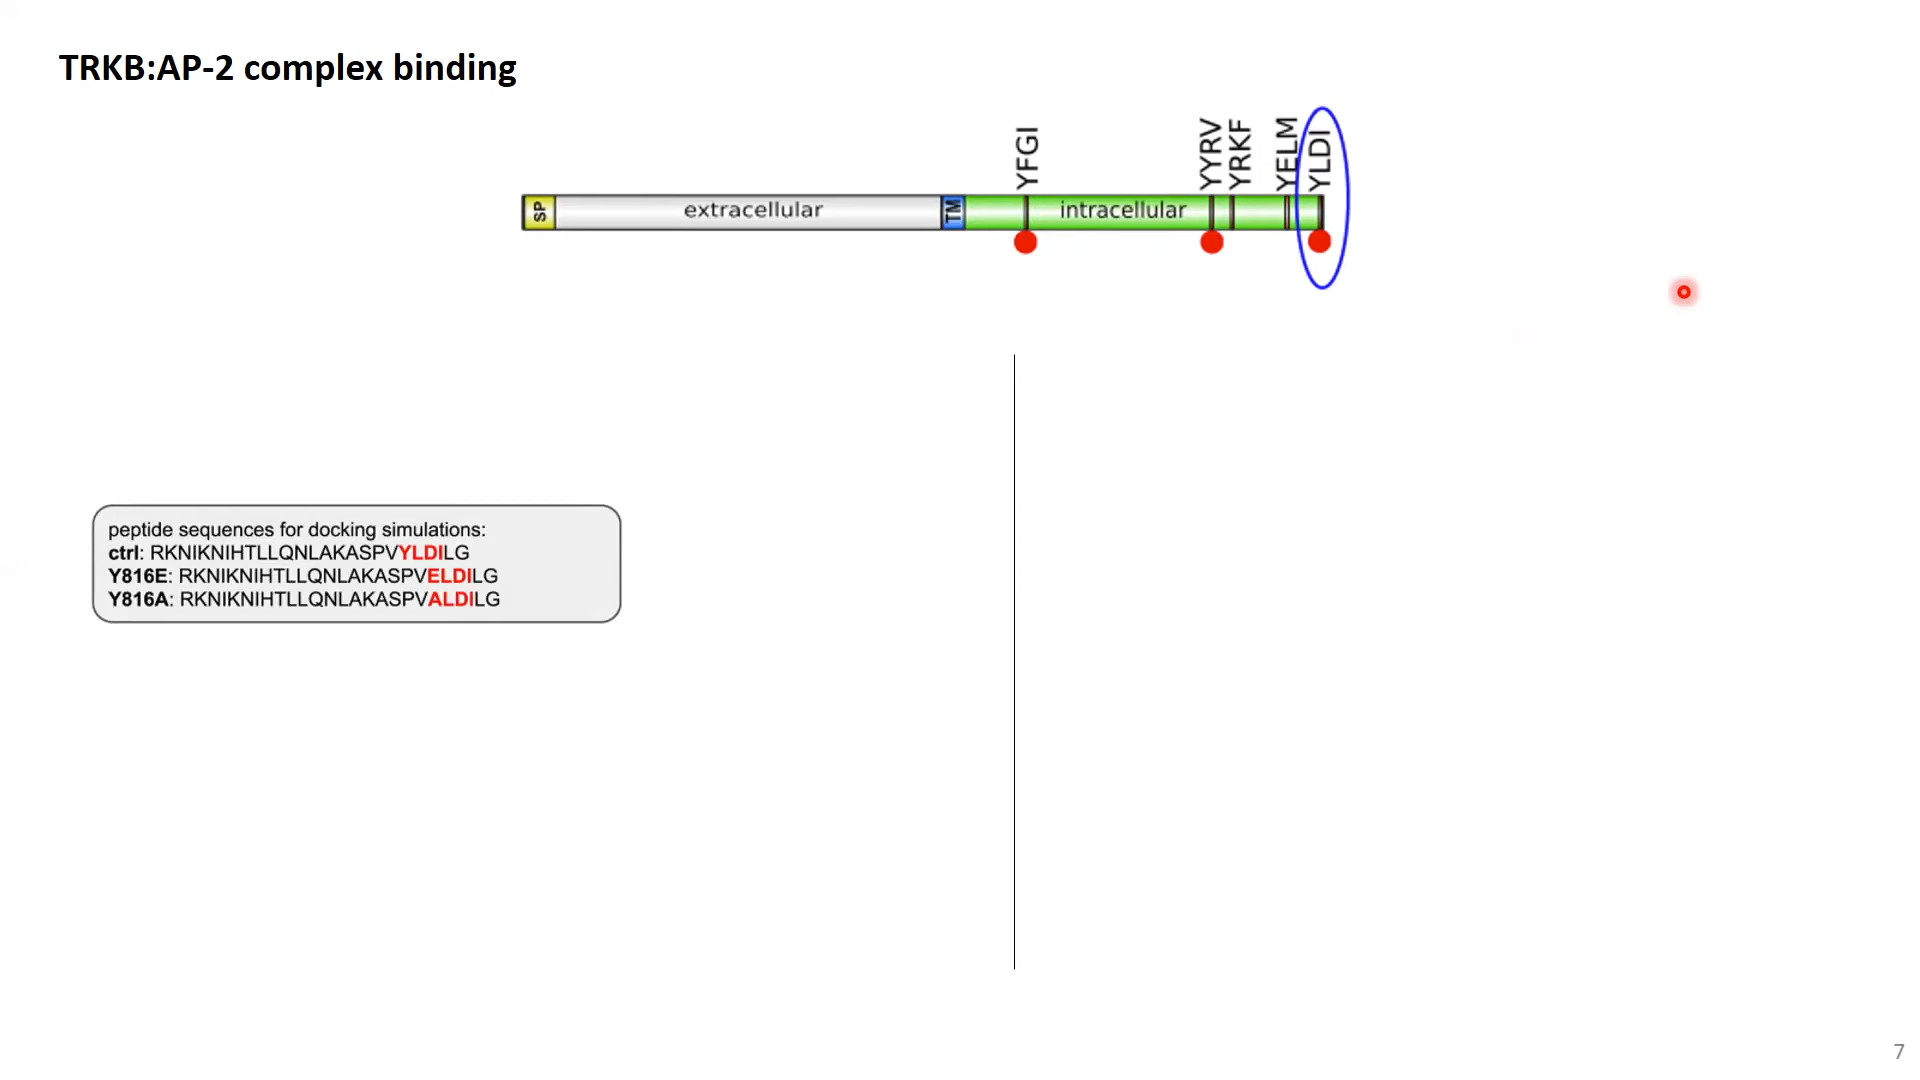 TRKB:AP-2 complex binding
YFGI
YYRV
YRKF
YELM
YLDI
SP
extracellular
TM
intracellular
peptide sequences for docking simulations:
ctrl: RKNIKNIHTLLQNLAKASPVYLDILG
Y816E: RKNIKNIHTLLQNLAKASPVELDILG
Y816A: RKNIKNIHTLLQNLAKASPVALDILG
7